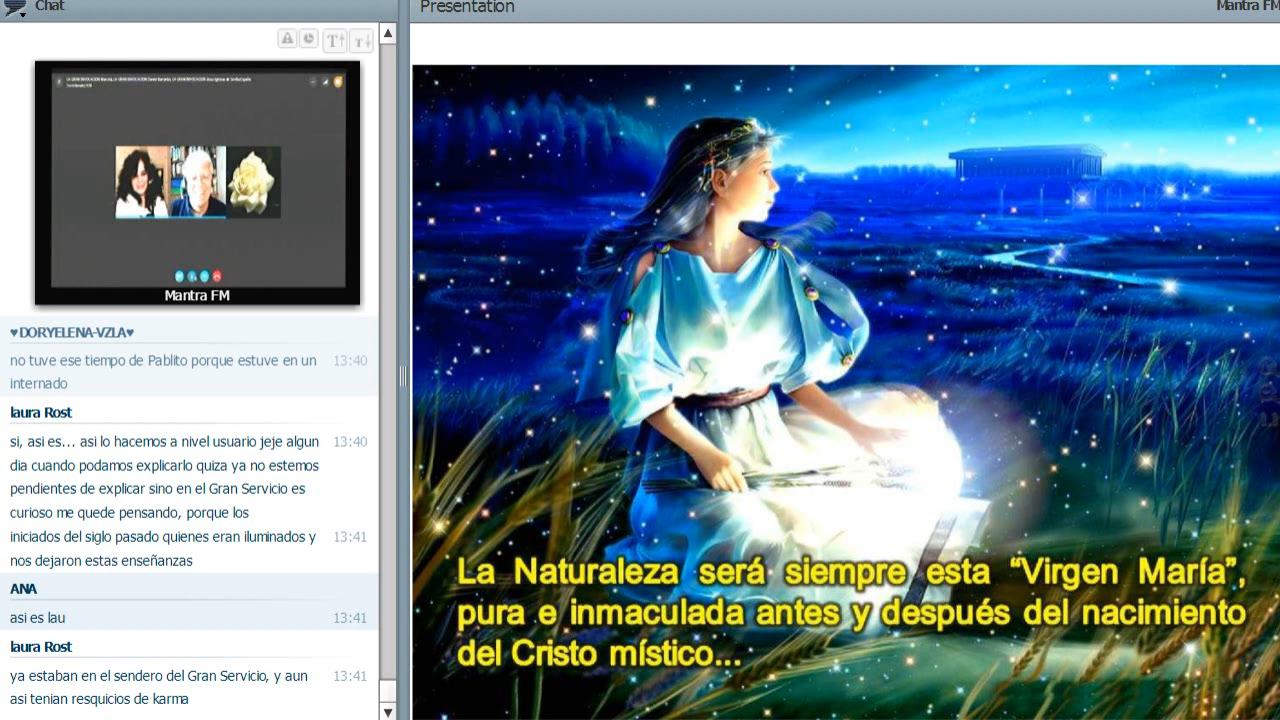 Chat
Presentation
Mantra FM
Mantra FM
♥DORYELENA-VZLA♥
no tuve ese tiempo de Pablito porque estuve en un 13:40
internado
laura Rost
si, asi es... asi lo hacemos a nivel usuario jeje algun 13:40
dia cuando podamos explicarlo quiza ya no estemos
pendientes de explicar sino en el Gran Servicio es
curioso me quede pensando, porque los
iniciados del siglo pasado quienes eran iluminados y 13:41
nos dejaron estas enseñanzas
ANA
asi es lau 13:41
laura Rost
ya estaban en el sendero del Gran Servicio, y aun 13:41
asi tenian resquicios de karma
La Naturaleza será siempre esta “Virgen María”,
pura e inmaculada antes y después del nacimiento
del Cristo místico...